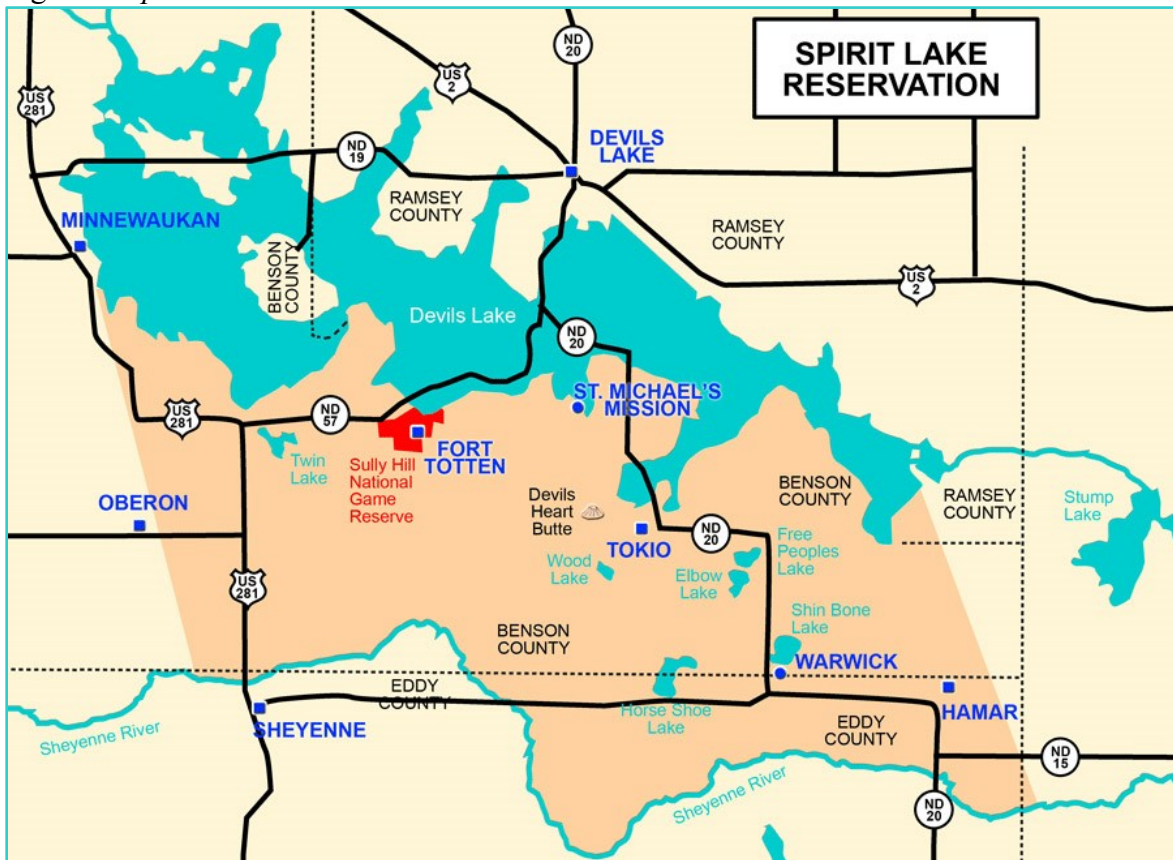 SPIRIT LAKE
RESERVATION
ND
20
US
2
US
281
ND
19
DEVILS
LAKE
RAMSEY
COUNTY
RAMSEY
COUNTY
MINNEWAUKAN
BENSON
COUNTY
US
2
Devils Lake
ND
20
ST. MICHAEL'S
MISSION
US
281
ND
57
FORT
TOTTEN
Twin
Lake
Sully Hill
National
Game
Reserve
BENSON
COUNTY
RAMSEY
COUNTY
Stump
Lake
OBERON
Devils
Heart
Butte
TOKIO
ND
20
Free
Peoples
Lake
Wood
Lake
Elbow
Lake
US
281
Shin Bone
Lake
BENSON
COUNTY
WARWICK
EDDY
COUNTY
HAMAR
SHEYENNE
Horse Shoe
Lake
EDDY
COUNTY
Sheyenne River
ND
15
Sheyenne River
ND
20